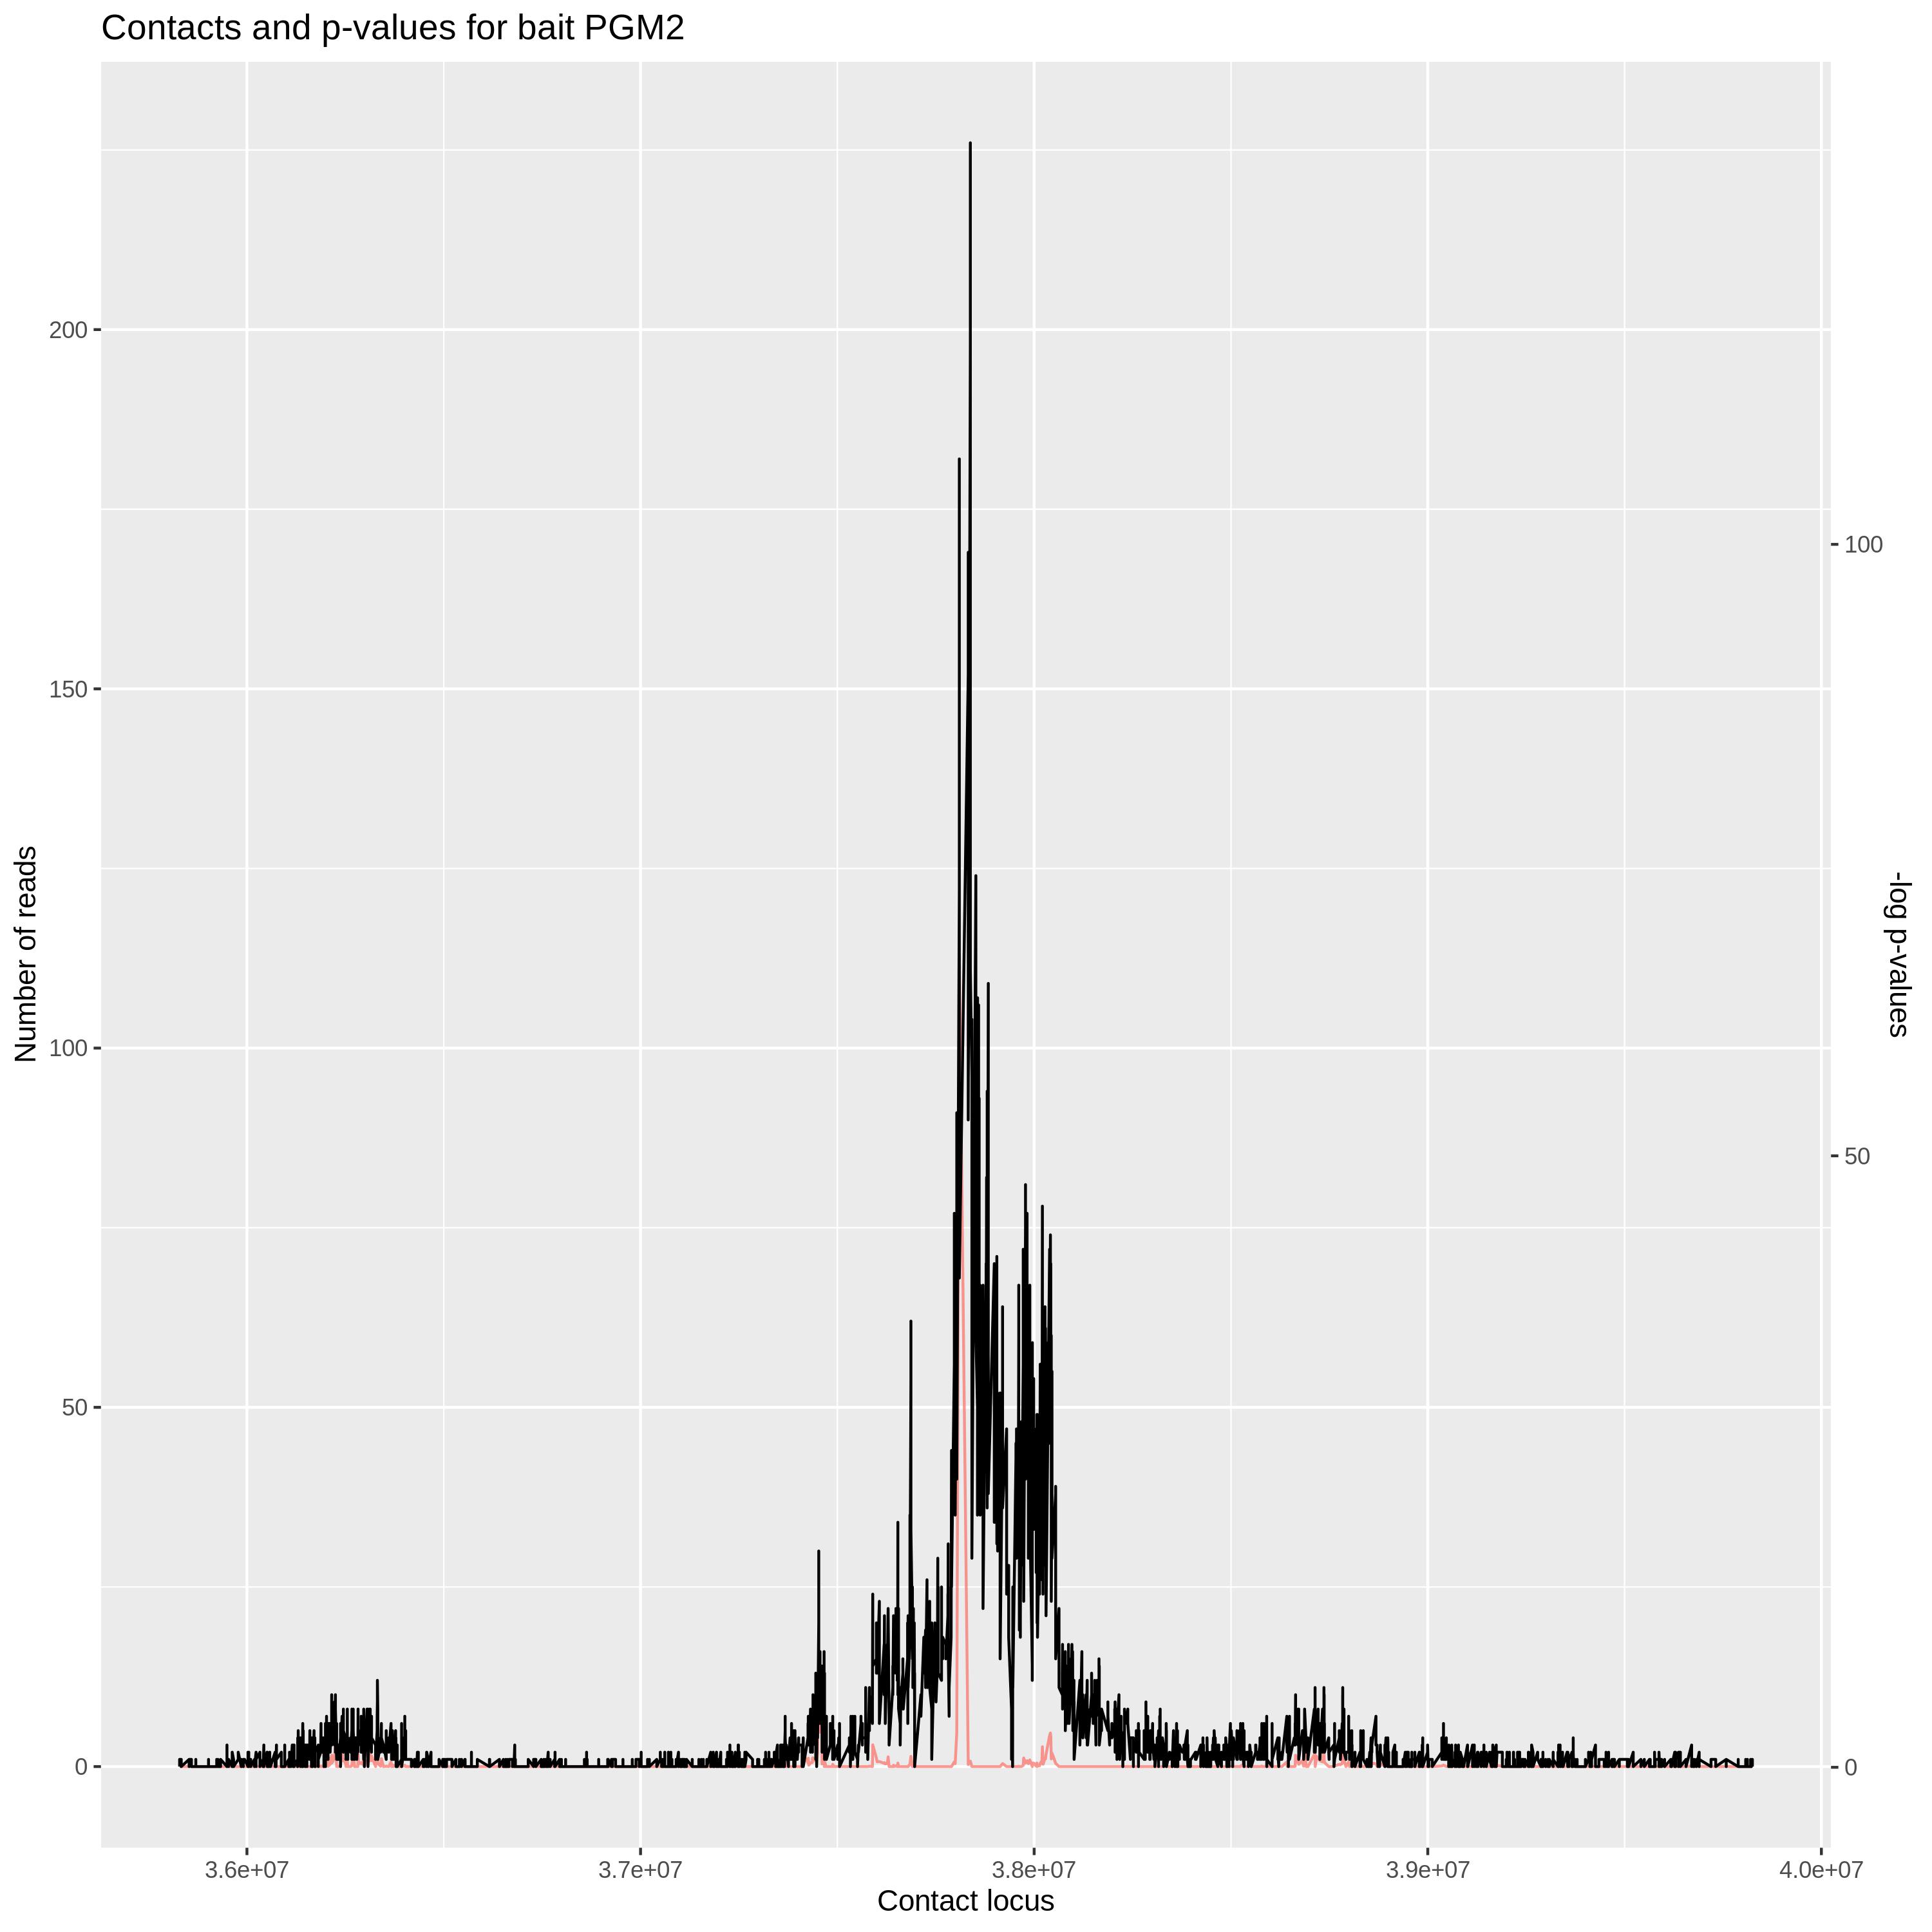 Contacts and p-values for bait PGM2
200
150
100
50
0
Number of reads
100
50
0
-log p-values
3.6e+07
3.7e+07
3.8e+07
3.9e+07
4.0e+07
Contact locus